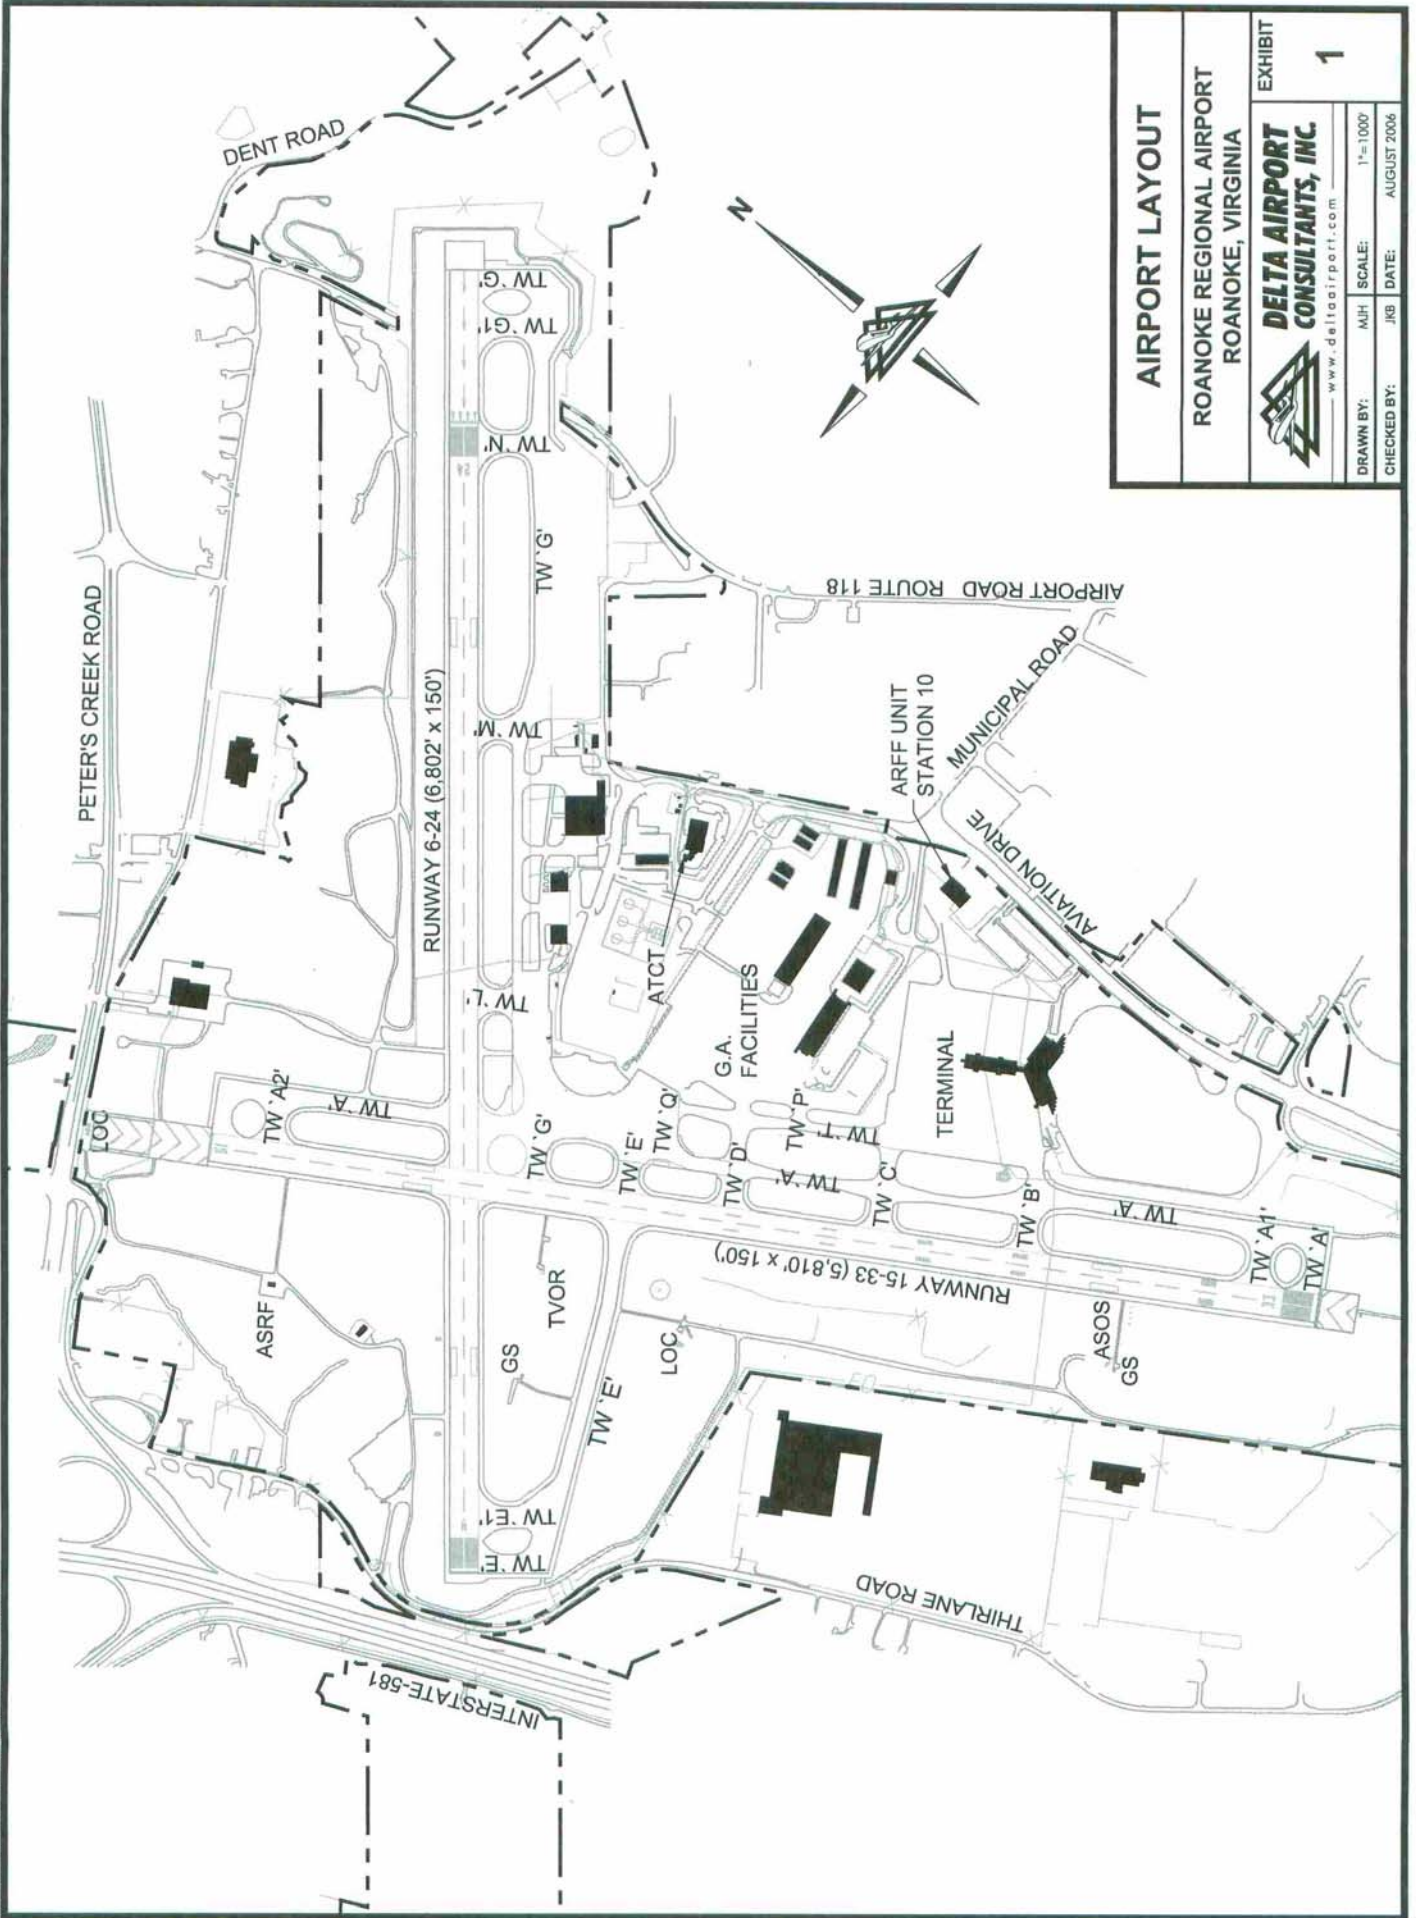 DENT ROAD
PETER'S CREEK ROAD
TW `G'
TW `G1'
TW `N'
TW `G'
RUNWAY 6-24 (6,802' x 150')
TW `M'
TW `L'
AIRPORT ROAD ROUTE 118
MUNICIPAL ROAD
ARFF UNIT
STATION 10
AVIATION DRIVE
ATCT
G.A.
FACILITIES
TERMINAL
LOC
TW `A2'
TW `A'
TW `G'
TW `E'
TW `Q'
TW `D'
TW `P'
TW `T'
TW `A'
TW `C'
TW `B'
TW `A'
TW `A1'
TW `A'
RUNWAY 15-33 (5,810' x 150')
ASRF
TVOR
GS
LOC
ASOS
GS
TW `E'
TW `E1'
TW `E'
THIRLANE ROAD
INTERSTATE-581
N
AIRPORT LAYOUT
ROANOKE REGIONAL AIRPORT
ROANOKE, VIRGINIA
DELTA AIRPORT
CONSULTANTS, INC.
www.deltaairport.com
EXHIBIT
1
DRAWN BY: MJH SCALE: 1"=1000'
CHECKED BY: JKB DATE: AUGUST 2006